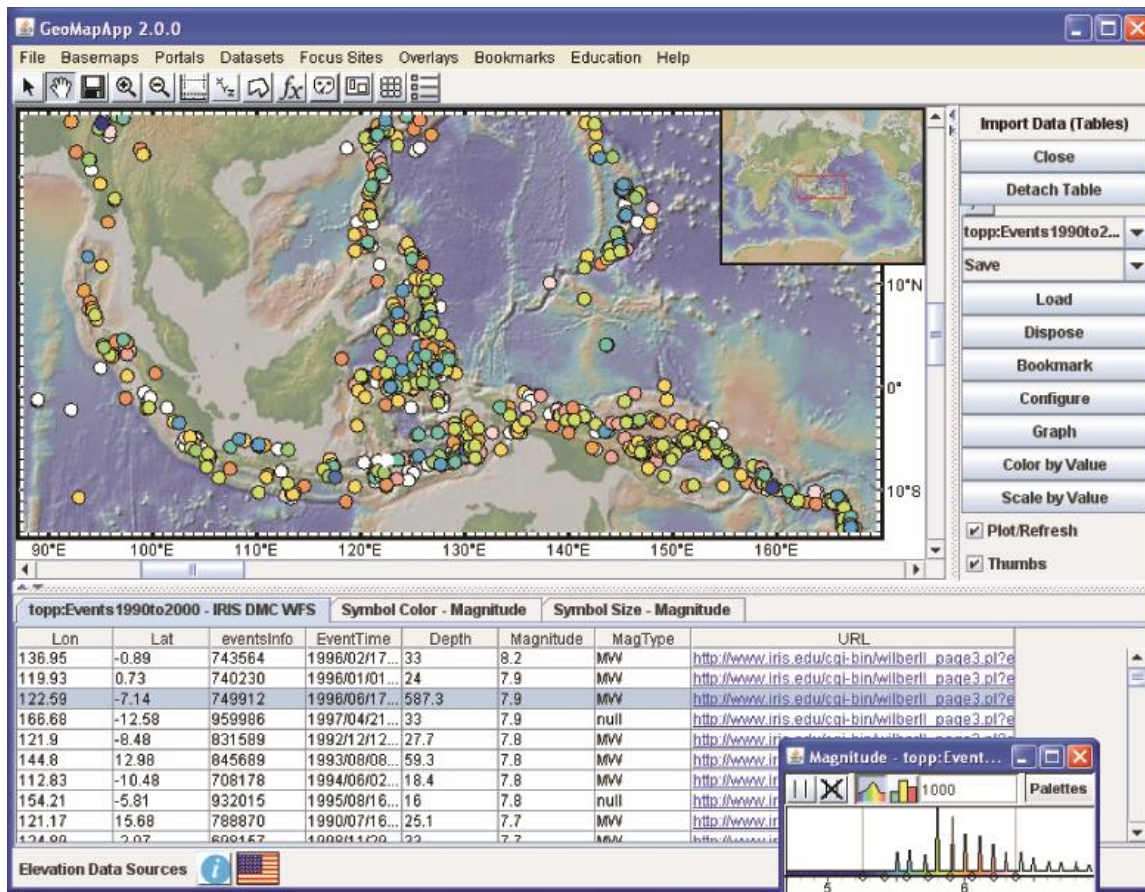 GeoMapApp 2.0.0
File Basemaps Portals Datasets Focus Sites Overlays Bookmarks Education Help
Import Data (Tables)
Close
Detach Table
topp:Events1990to2...
Save
Load
Dispose
Bookmark
Configure
Graph
Color by Value
Scale by Value
Plot/Refresh
Thumbs
10°N
0°
10°S
90°E 100°E 110°E 120°E 130°E 140°E 150°E 160°E
topp:Events1990to2000 - IRIS DMC WFS Symbol Color - Magnitude Symbol Size - Magnitude
Lon Lat eventsInfo EventTime Depth Magnitude MagType URL
136.95 -0.89 743564 1996/02/17... 33 8.2 MW http://www.iris.edu/cgi-bin/wilberII_page3.pl?e
119.93 0.73 740230 1996/01/01... 24 7.9 MW http://www.iris.edu/cgi-bin/wilberII_page3.pl?e
122.59 -7.14 749912 1996/06/17... 587.3 7.9 MW http://www.iris.edu/cgi-bin/wilberII_page3.pl?e
166.68 -12.58 959986 1997/04/21... 33 7.9 null http://www.iris.edu/cgi-bin/wilberII_page3.pl?e
121.9 -8.48 831589 1992/12/12... 27.7 7.8 MW http://www.iris.edu/cgi-bin/wilberII_page3.pl?e
144.8 12.98 845689 1993/08/08... 59.3 7.8 MW http://www.ir
112.83 -10.48 708178 1994/06/02... 18.4 7.8 MW http://www.ir
154.21 -5.81 932015 1995/08/16... 16 7.8 null http://www.ir
121.17 15.68 788870 1990/07/16... 25.1 7.7 MW http://www.ir
Magnitude - topp:Event...
1000 Palettes
5 6
Elevation Data Sources